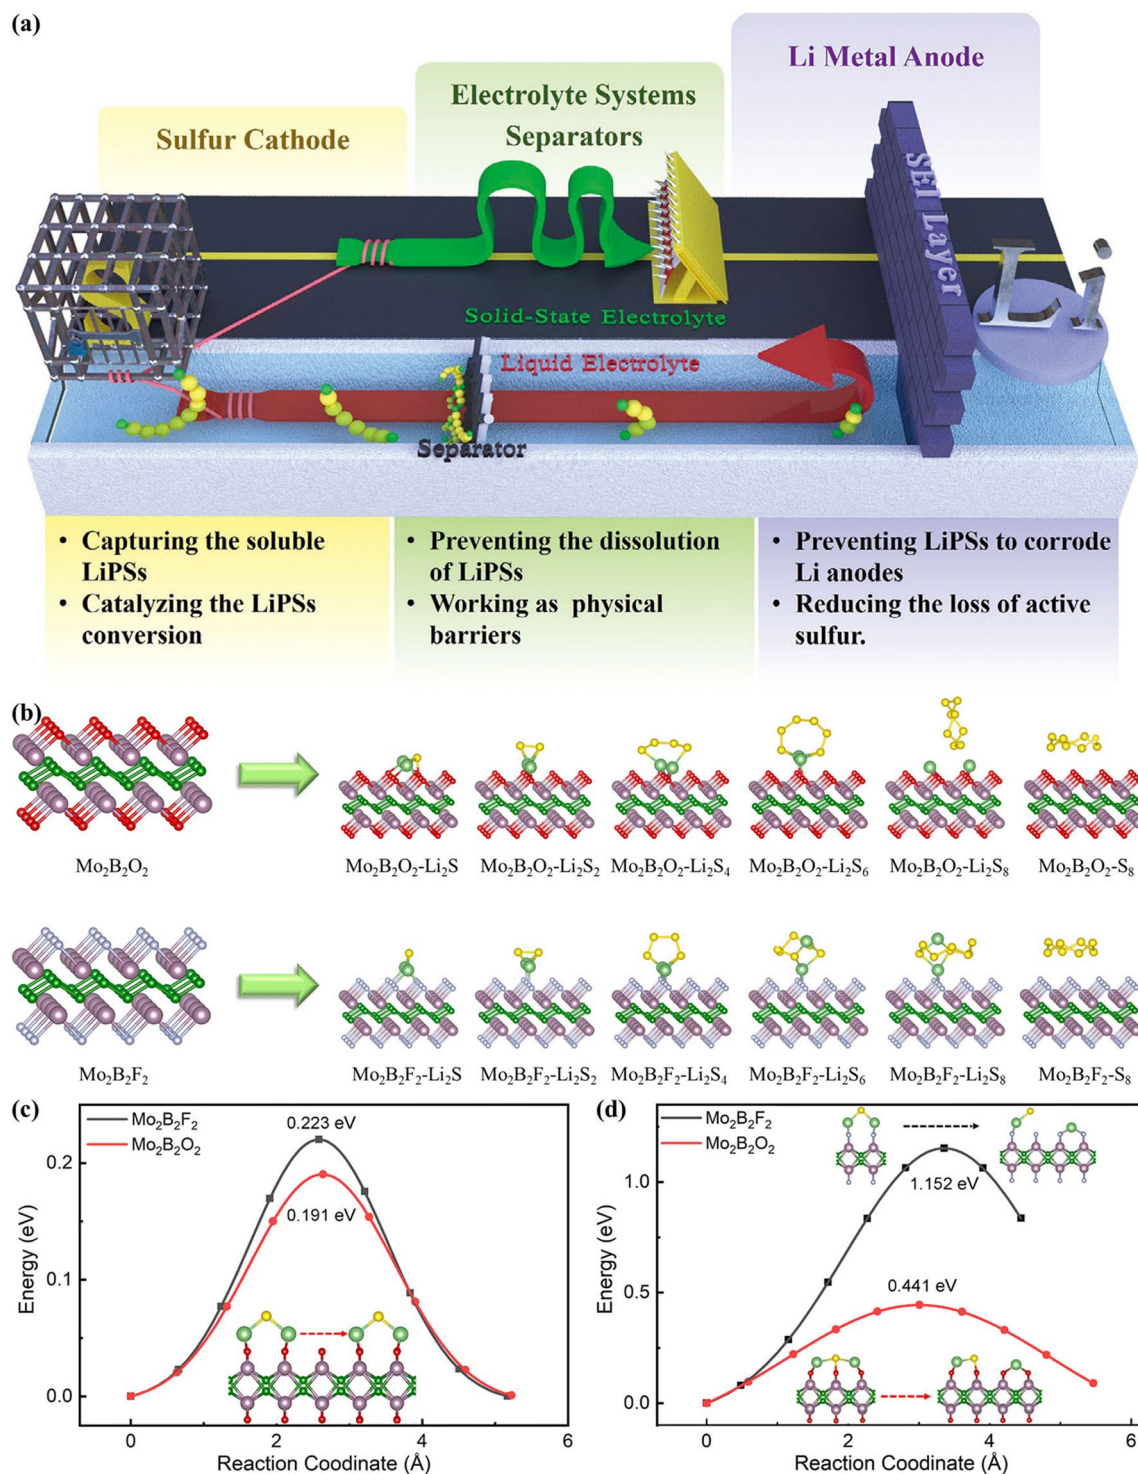 (a)
Li Metal Anode
Electrolyte Systems
Separators
Sulfur Cathode
SEI Layer
Li
Solid-State Electrolyte
Liquid Electrolyte
Separator
• Capturing the soluble
LiPSs
• Catalyzing the LiPSs
conversion
• Preventing the dissolution
of LiPSs
• Working as physical
barriers
• Preventing LiPSs to corrode
Li anodes
• Reducing the loss of active
sulfur.
(b)
Mo₂B₂O₂
Mo₂B₂O₂-Li₂S
Mo₂B₂O₂-Li₂S₂
Mo₂B₂O₂-Li₂S₄
Mo₂B₂O₂-Li₂S₆
Mo₂B₂O₂-Li₂S₈
Mo₂B₂O₂-S₈
Mo₂B₂F₂
Mo₂B₂F₂-Li₂S
Mo₂B₂F₂-Li₂S₂
Mo₂B₂F₂-Li₂S₄
Mo₂B₂F₂-Li₂S₆
Mo₂B₂F₂-Li₂S₈
Mo₂B₂F₂-S₈
(c)
Mo₂B₂F₂
Mo₂B₂O₂
0.223 eV
0.191 eV
Energy (eV)
0.2
0.1
0.0
0
2
4
6
Reaction Coodinate (Å)
(d)
Mo₂B₂F₂
Mo₂B₂O₂
1.152 eV
0.441 eV
Energy (eV)
1.0
0.5
0.0
0
2
4
6
Reaction Coodinate (Å)